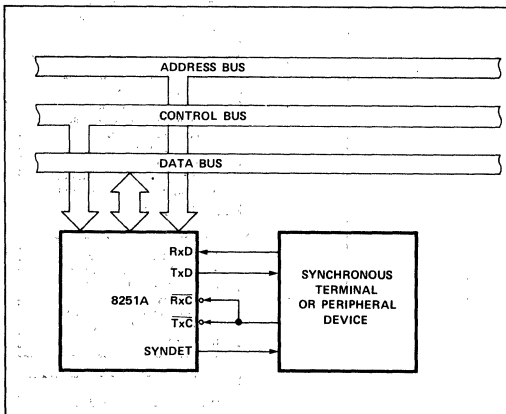 ADDRESS BUS
CONTROL BUS
DATA BUS
RxD
TxD
8251A
RxC
TxC
SYNDET
SYNCHRONOUS
TERMINAL
OR PERIPHERAL
DEVICE